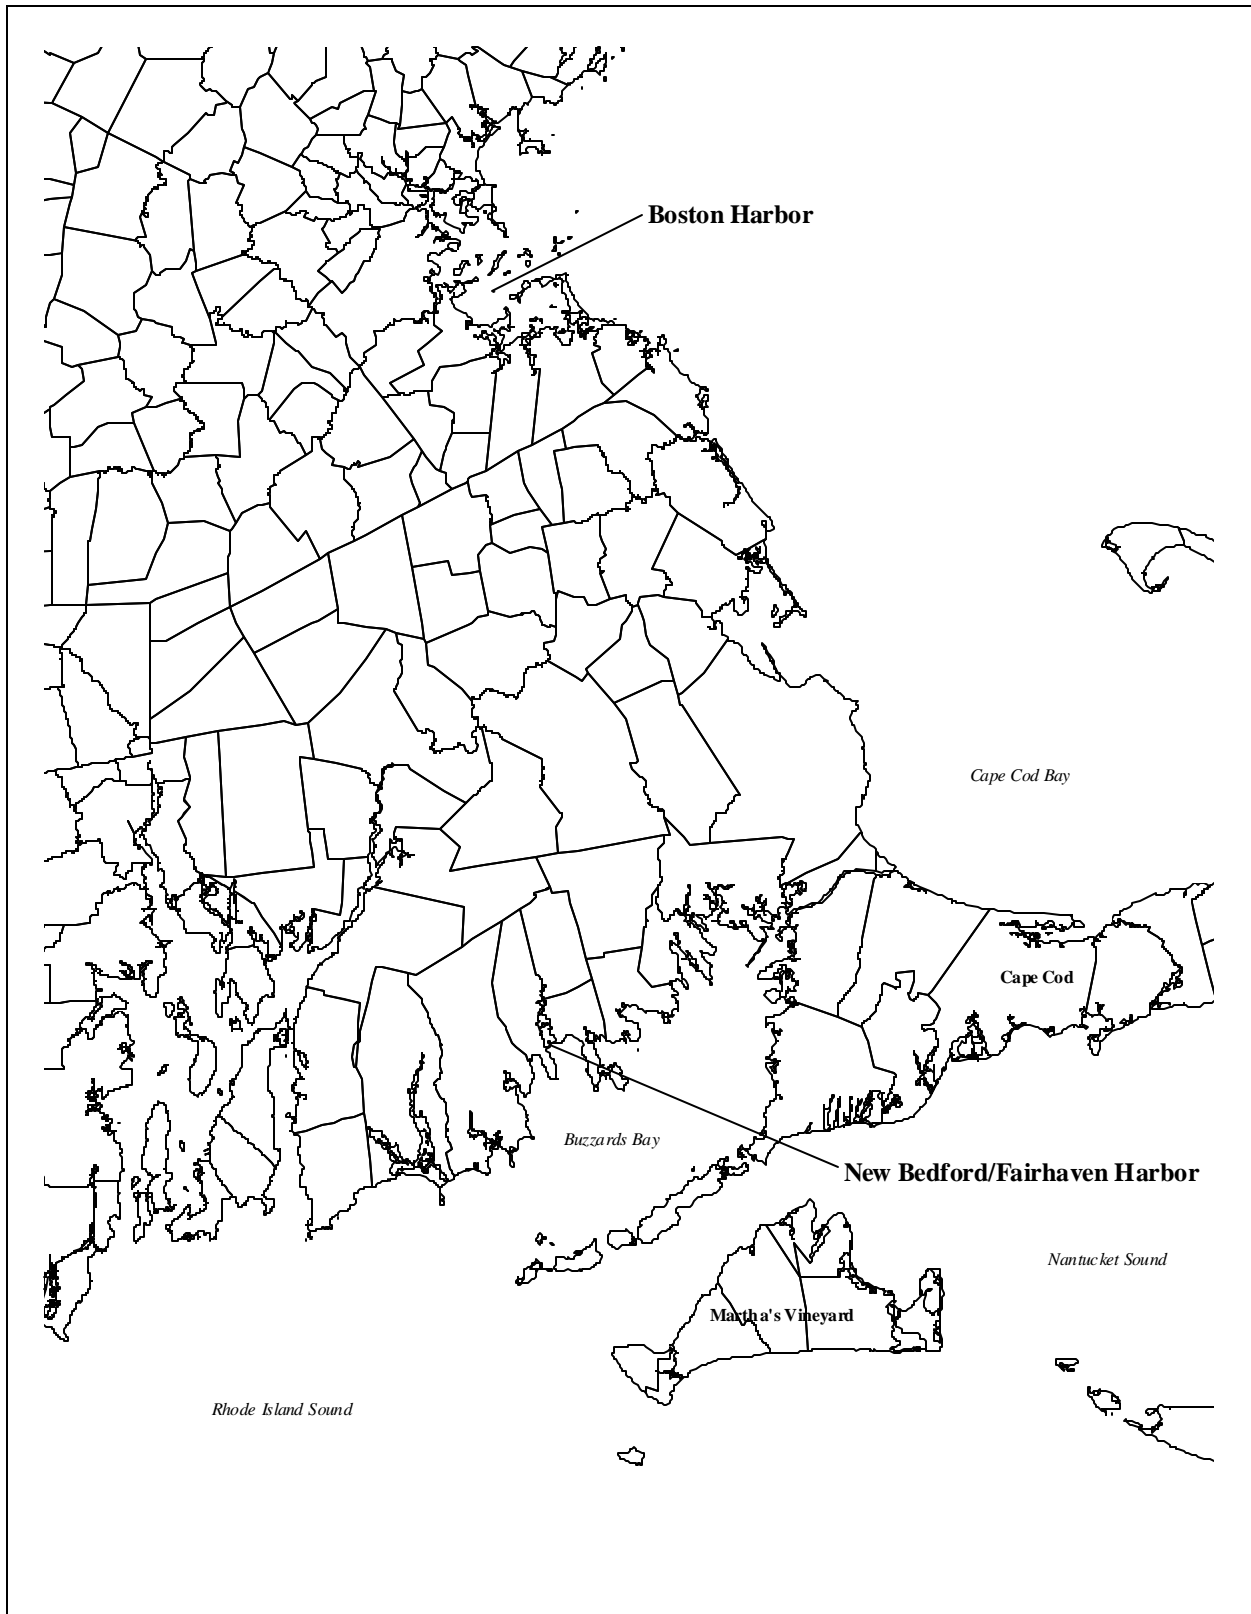 Boston Harbor
Cape Cod Bay
Cape Cod
Buzzards Bay
New Bedford/Fairhaven Harbor
Nantucket Sound
Martha's Vineyard
Rhode Island Sound